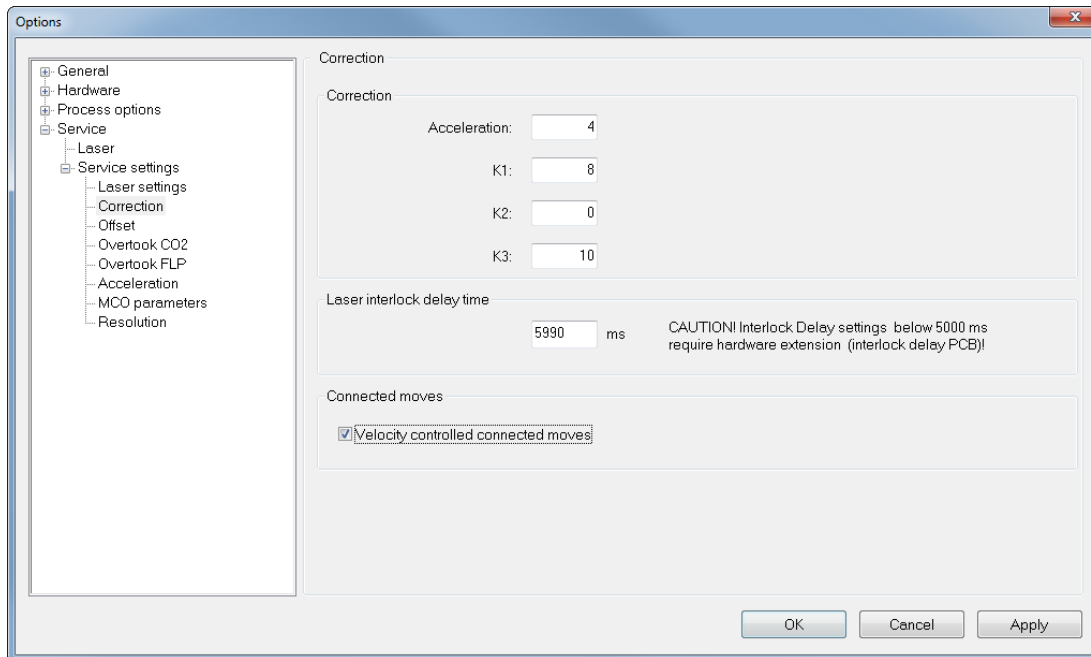 Options
General
Hardware
Process options
Service
Laser
Service settings
Laser settings
Correction
Offset
Overtook CO2
Overtook FLP
Acceleration
MCO parameters
Resolution
Correction
Correction
Acceleration: 4
K1: 8
K2: 0
K3: 10
Laser interlock delay time
5990 ms
CAUTION! Interlock Delay settings below 5000 ms
require hardware extension (interlock delay PCB)!
Connected moves
Velocity controlled connected moves
OK Cancel Apply